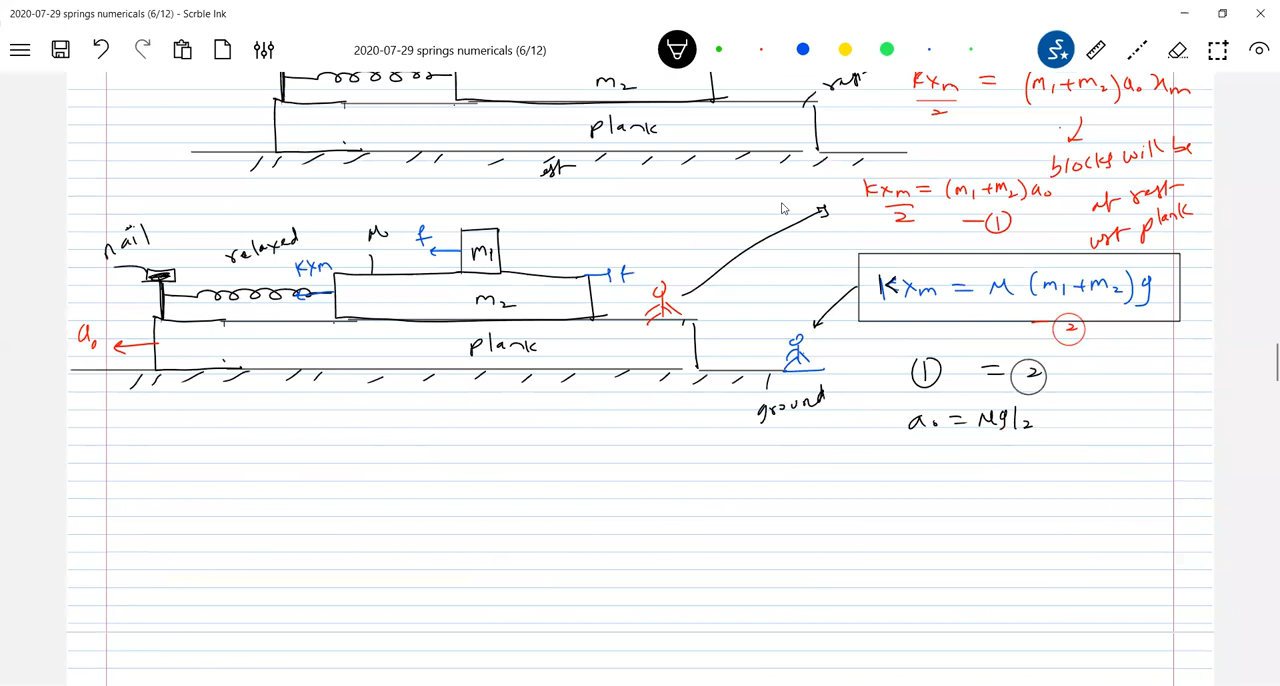 2020-07-29 springs numericals (6/12) - Scrble Ink
2020-07-29 springs numericals (6/12)
m2
rest
plank
kxm/2 = (m1+m2)a0 xm
blocks will be
at rest
wrt plank
kxm/2 = (m1+m2)a0
—①
nail
relaxed
kxm
μ
f
m1
f
m2
a0
plank
ground
kxm = μ (m1+m2)g
— ②
① = ②
a0 = μg/2